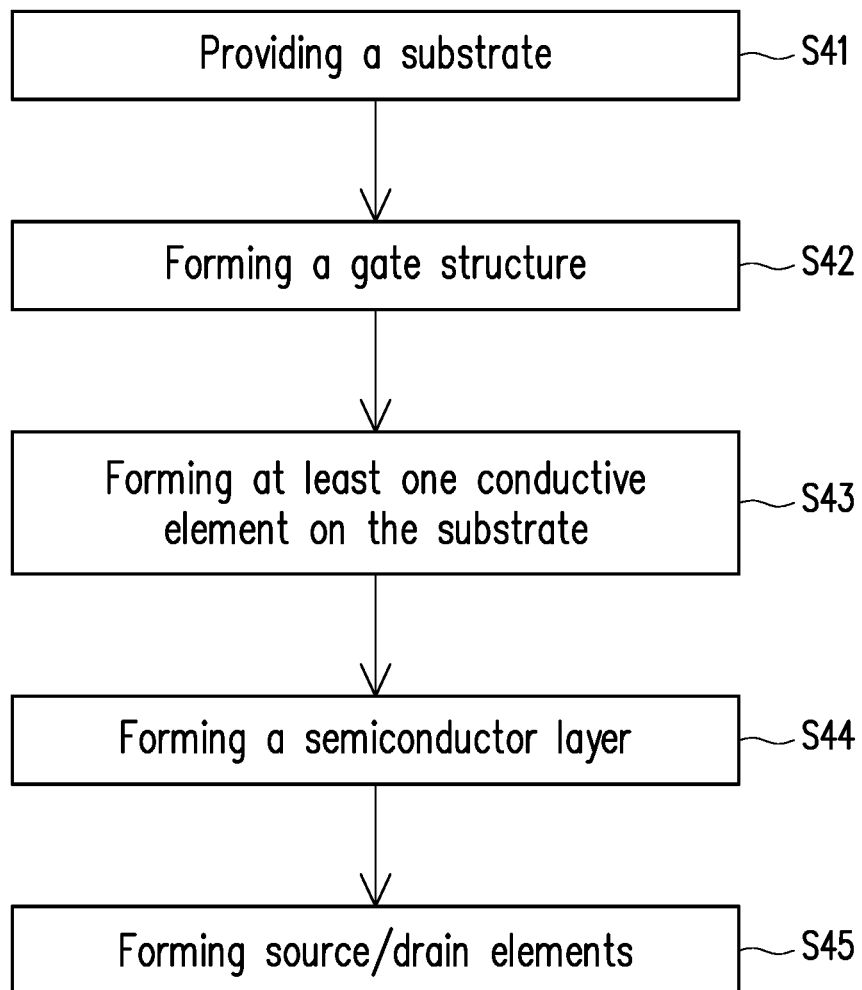 Providing a substrate
S41
Forming a gate structure
S42
Forming at least one conductive
element on the substrate
S43
Forming a semiconductor layer
S44
Forming source/drain elements
S45